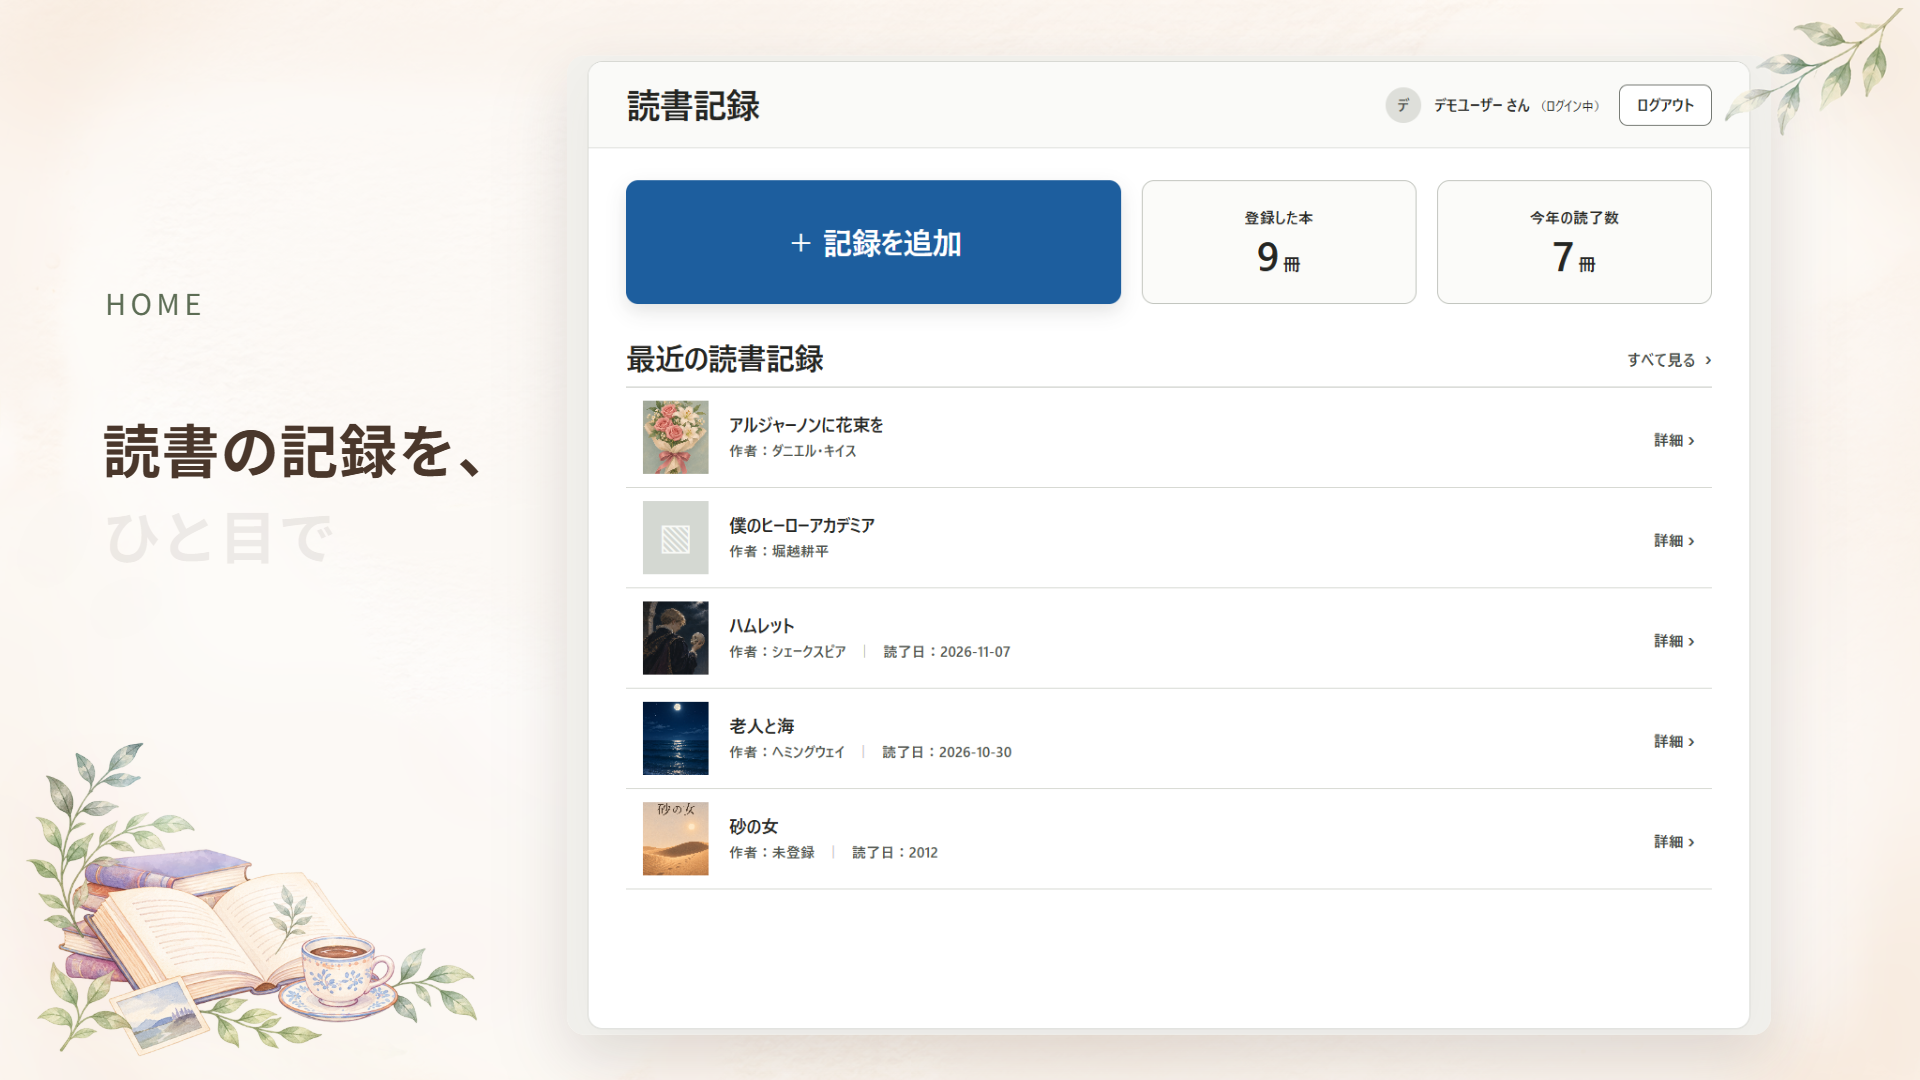 HOME
読書の記録を、
ひと目で
読書記録
デ デモユーザー さん （ログイン中） ログアウト
＋ 記録を追加
登録した本
9 冊
今年の読了数
7 冊
最近の読書記録
すべて見る ›
アルジャーノンに花束を
作者：ダニエル・キイス
詳細 ›
僕のヒーローアカデミア
作者：堀越耕平
詳細 ›
ハムレット
作者：シェークスピア | 読了日：2026-11-07
詳細 ›
老人と海
作者：ヘミングウェイ | 読了日：2026-10-30
詳細 ›
砂の女
砂の女
作者：未登録 | 読了日：2012
詳細 ›